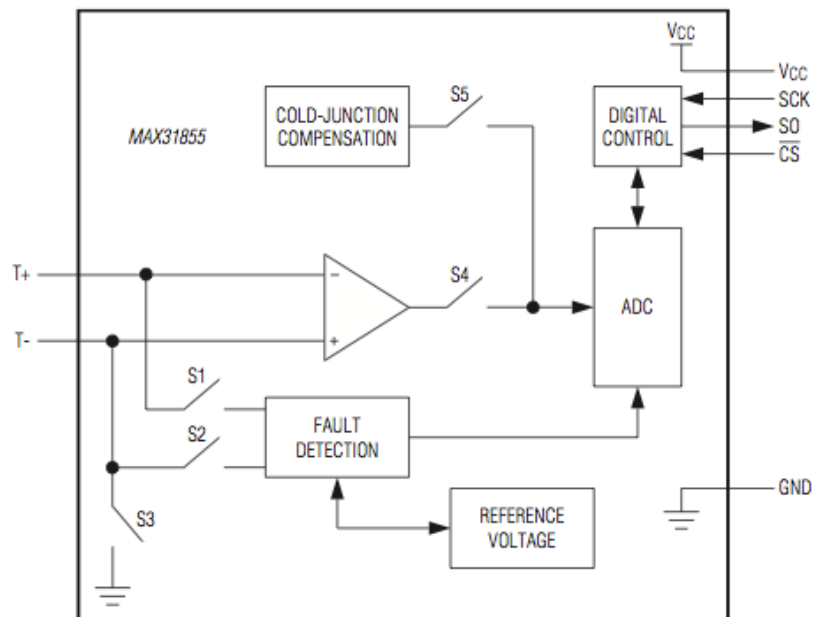 VCC
VCC
S5
SCK
COLD-JUNCTION
COMPENSATION
DIGITAL
CONTROL
MAX31855
SO
CS
T+
−
S4
ADC
T-
+
S1
FAULT
DETECTION
S2
GND
S3
REFERENCE
VOLTAGE